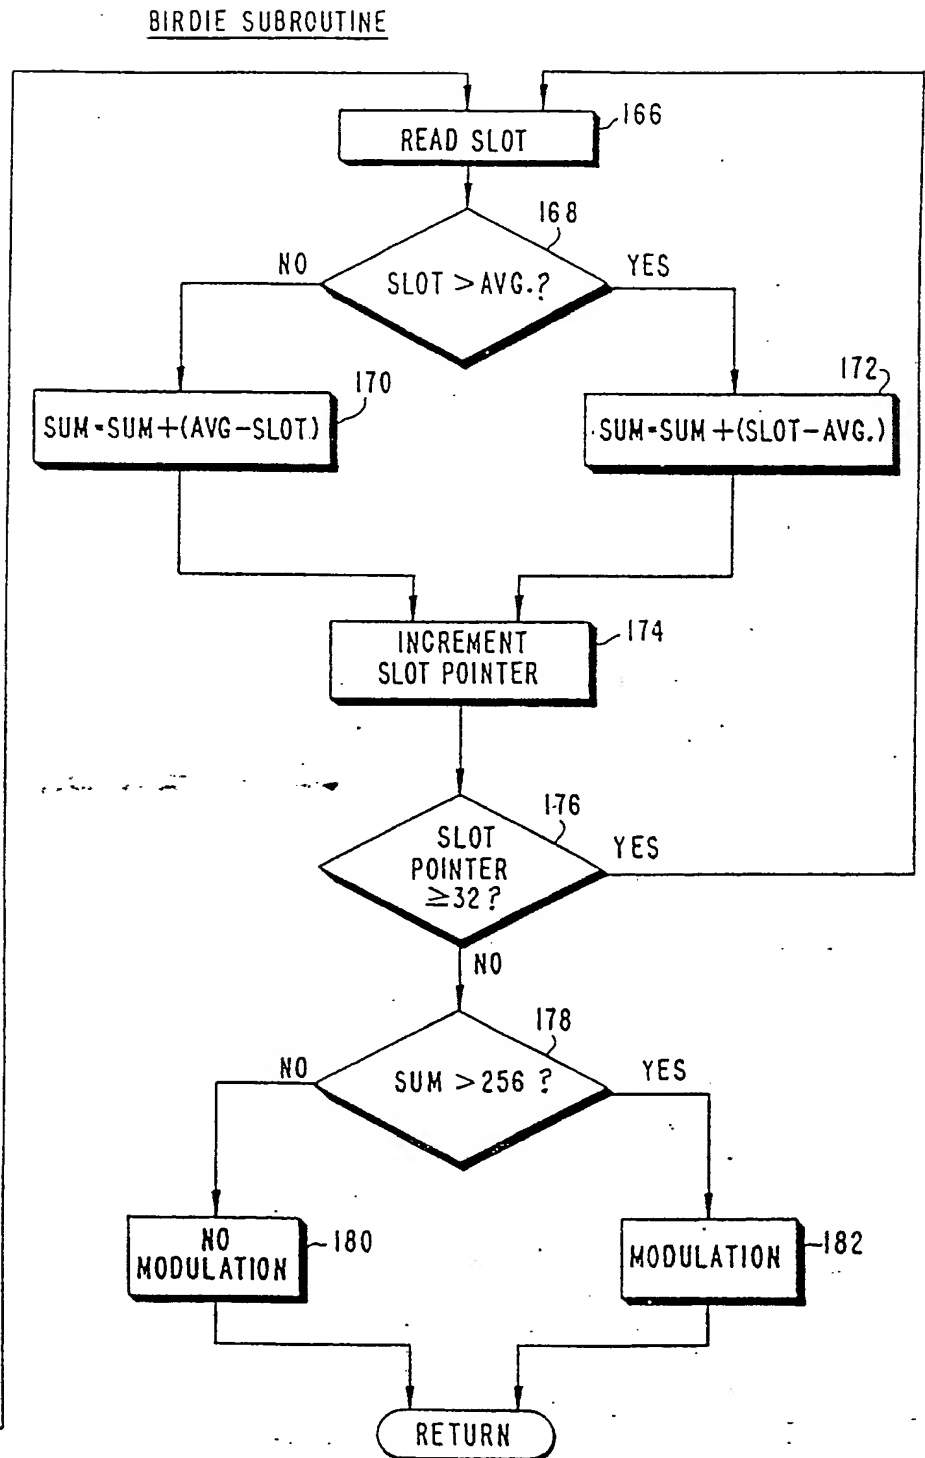 BIRDIE SUBROUTINE
READ SLOT
166
168
NO
SLOT > AVG.?
YES
170
172
SUM=SUM+(AVG-SLOT)
SUM=SUM+(SLOT-AVG.)
INCREMENT
SLOT POINTER
174
176
SLOT
POINTER
≥32?
YES
NO
178
NO
SUM >256 ?
YES
NO
MODULATION
180
MODULATION
182
RETURN